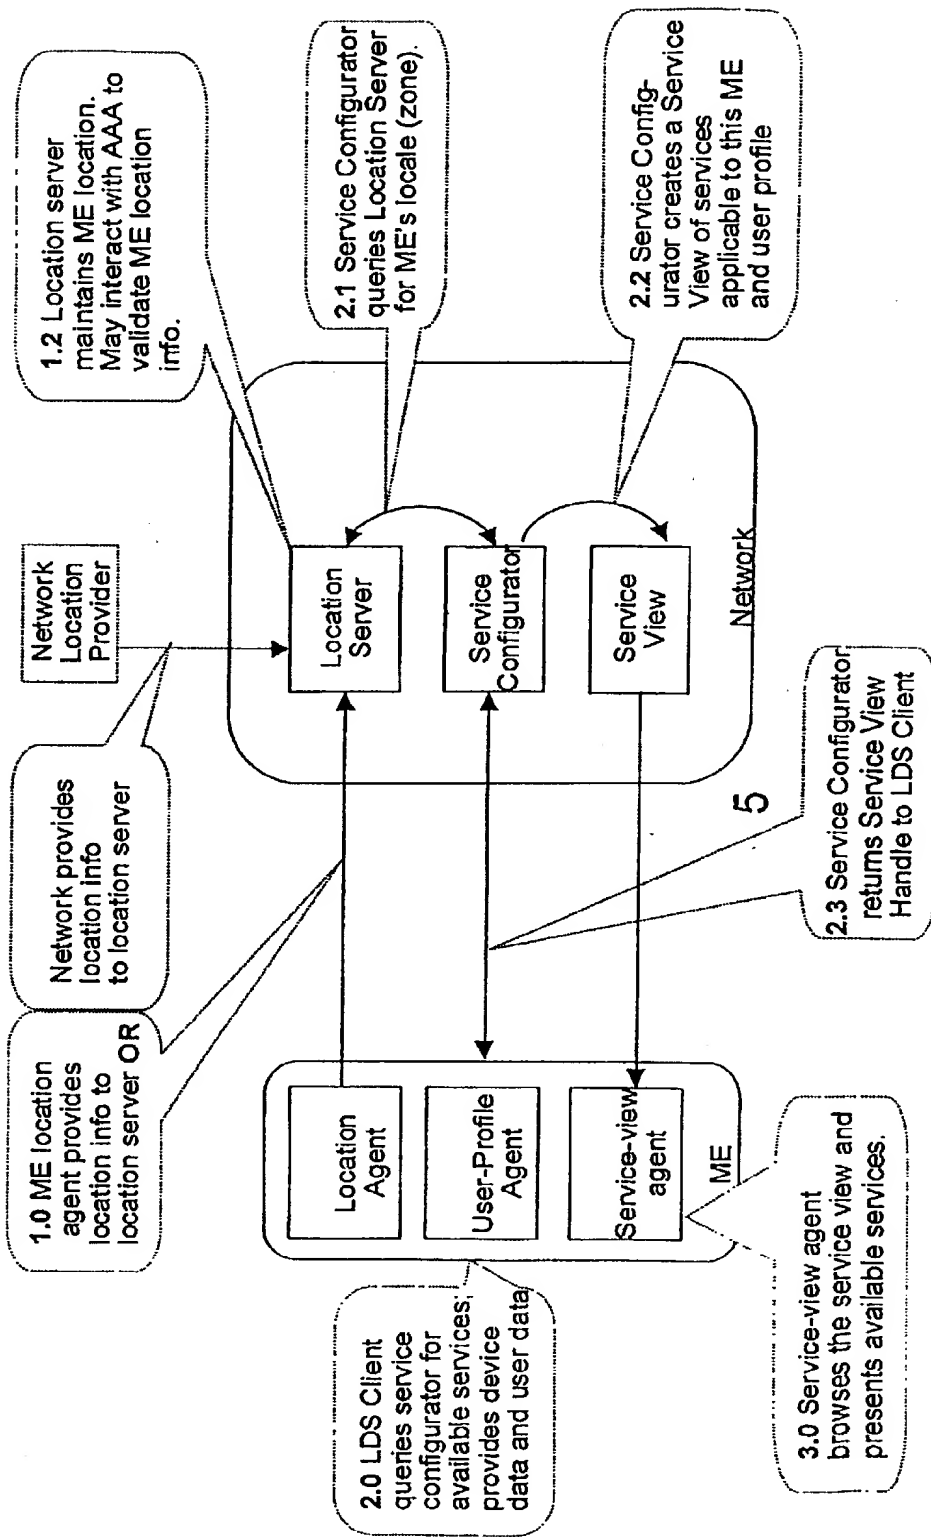 1.0 ME location
agent provides
location info to
location server OR
Network provides
location info
to location server
Network
Location
Provider
1.2 Location server
maintains ME location.
May interact with AAA to
validate ME location
info.
2.1 Service Configurator
queries Location Server
for ME's locale (zone).
2.2 Service Config-
urator creates a Service
View of services
applicable to this ME
and user profile
Location
Server
Service
Configurator
Service
View
Network
Location
Agent
User-Profile
Agent
Service-view
agent
ME
2.0 LDS Client
queries service
configurator for
available services;
provides device
data and user data
5
2.3 Service Configurator
returns Service View
Handle to LDS Client
3.0 Service-view agent
browses the service view and
presents available services.